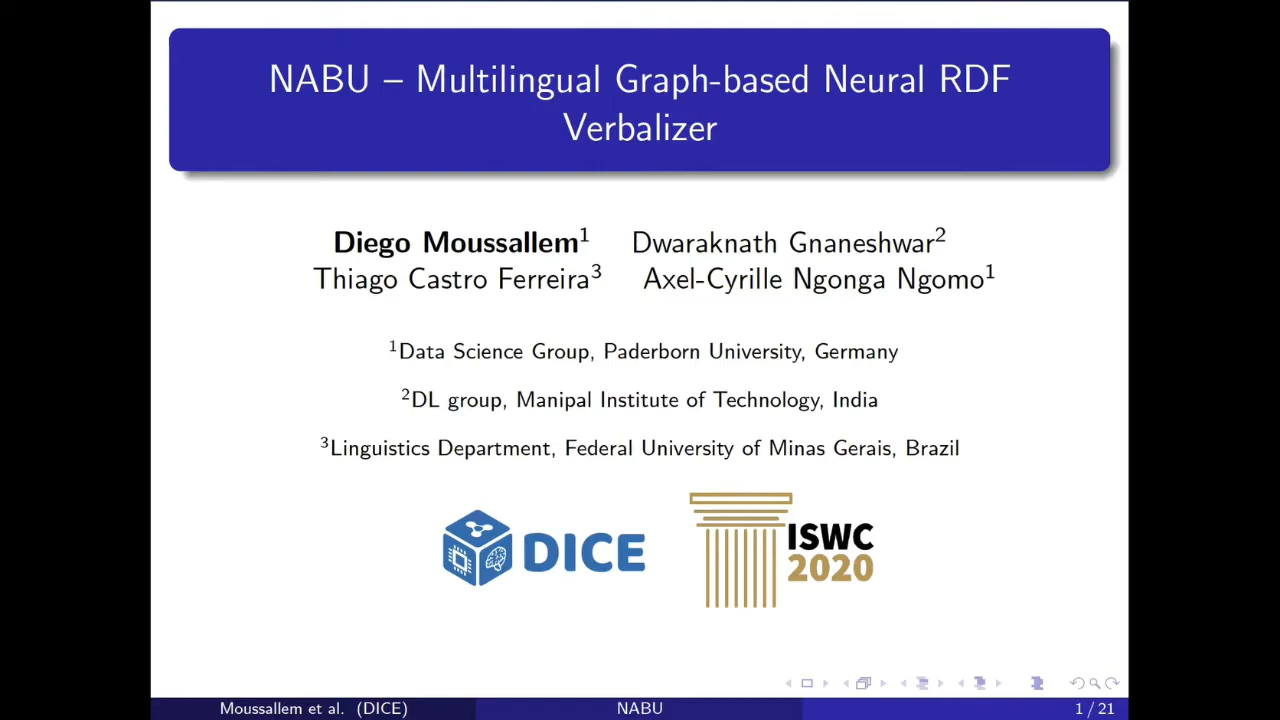 NABU – Multilingual Graph-based Neural RDF
Verbalizer
Diego Moussallem¹ Dwaraknath Gnaneshwar²
Thiago Castro Ferreira³ Axel-Cyrille Ngonga Ngomo¹
¹Data Science Group, Paderborn University, Germany
²DL group, Manipal Institute of Technology, India
³Linguistics Department, Federal University of Minas Gerais, Brazil
DICE
ISWC
2020
Moussallem et al. (DICE) NABU 1 / 21